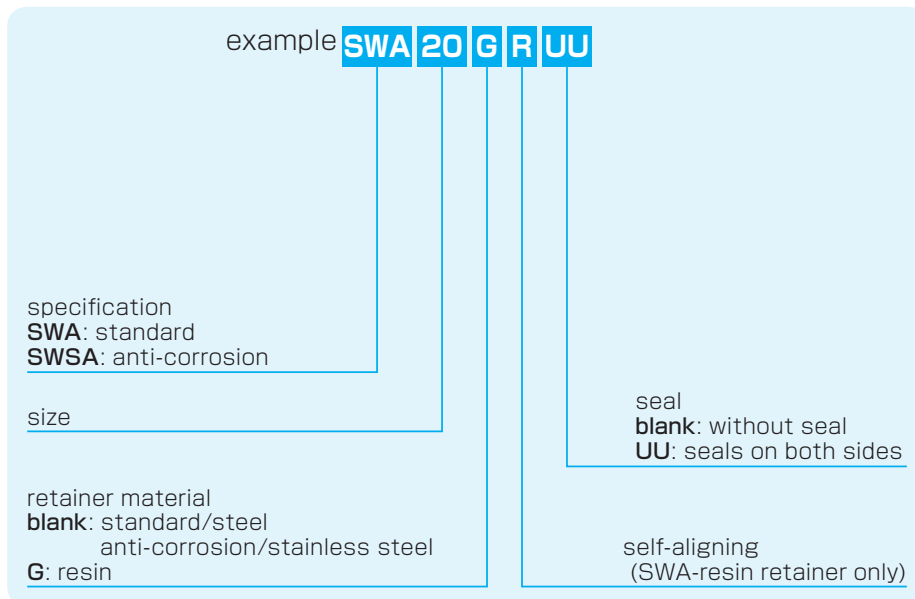 example SWA 20 G R UU
specification
SWA: standard
SWSA: anti-corrosion
size
retainer material
blank: standard/steel
anti-corrosion/stainless steel
G: resin
seal
blank: without seal
UU: seals on both sides
self-aligning
(SWA-resin retainer only)